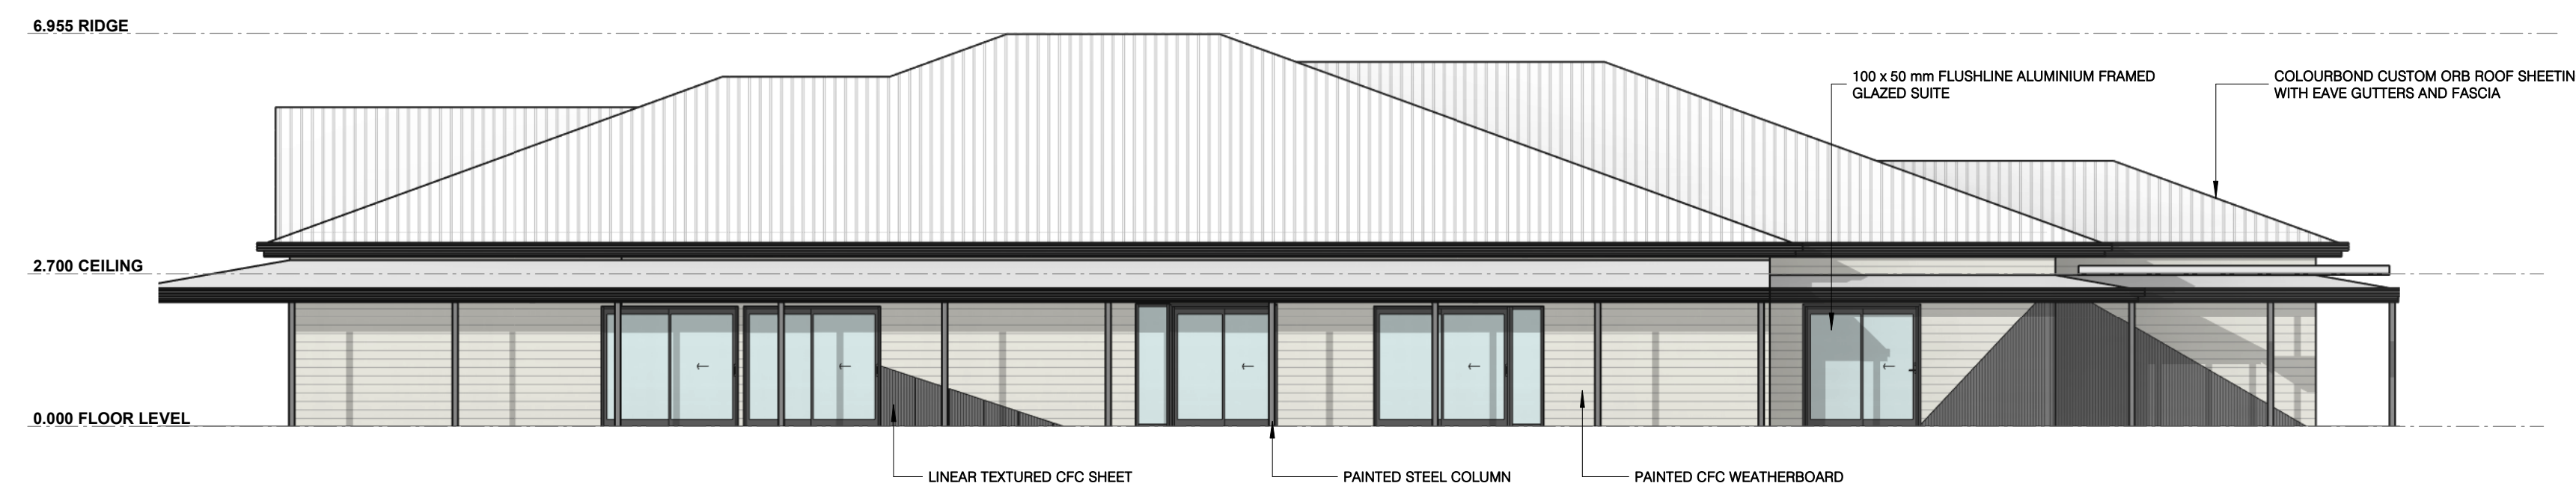 6.955 RIDGE
100 x 50 mm FLUSHLINE ALUMINIUM FRAMED
GLAZED SUITE
COLOURBOND CUSTOM ORB ROOF SHEETIN
WITH EAVE GUTTERS AND FASCIA
2.700 CEILING
0.000 FLOOR LEVEL
LINEAR TEXTURED CFC SHEET
PAINTED STEEL COLUMN
PAINTED CFC WEATHERBOARD